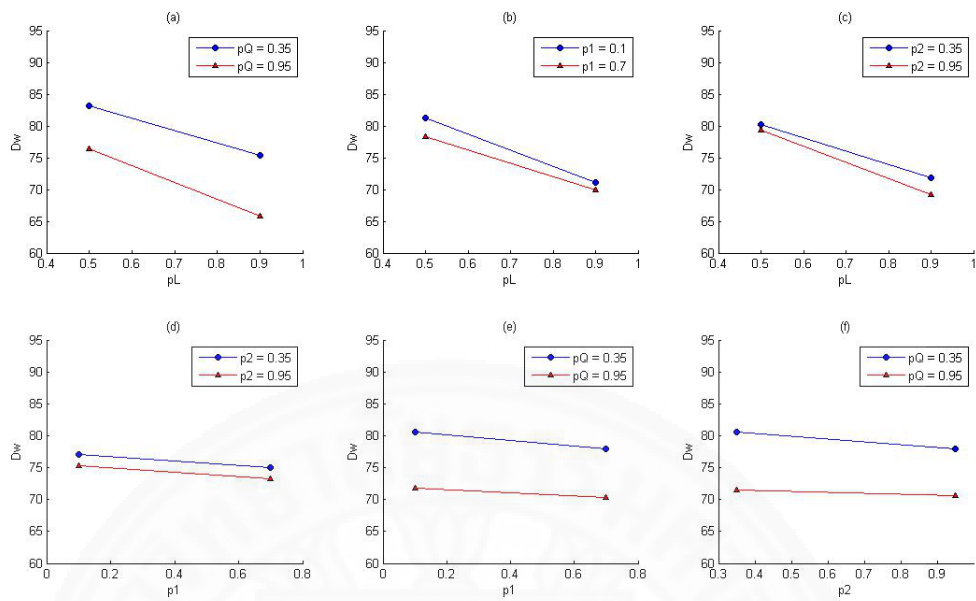 (a)
95
90
85
80
75
70
65
60
Dw
0.4 0.5 0.6 0.7 0.8 0.9 1
pL
pQ = 0.35
pQ = 0.95
(b)
95
90
85
80
75
70
65
60
Dw
0.4 0.5 0.6 0.7 0.8 0.9 1
pL
p1 = 0.1
p1 = 0.7
(c)
95
90
85
80
75
70
65
60
Dw
0.4 0.5 0.6 0.7 0.8 0.9 1
pL
p2 = 0.35
p2 = 0.95
(d)
95
90
85
80
75
70
65
60
Dw
0 0.2 0.4 0.6 0.8
p1
p2 = 0.35
p2 = 0.95
(e)
95
90
85
80
75
70
65
60
Dw
0 0.2 0.4 0.6 0.8
p1
pQ = 0.35
pQ = 0.95
(f)
95
90
85
80
75
70
65
60
Dw
0.3 0.4 0.5 0.6 0.7 0.8 0.9
p2
pQ = 0.35
pQ = 0.95